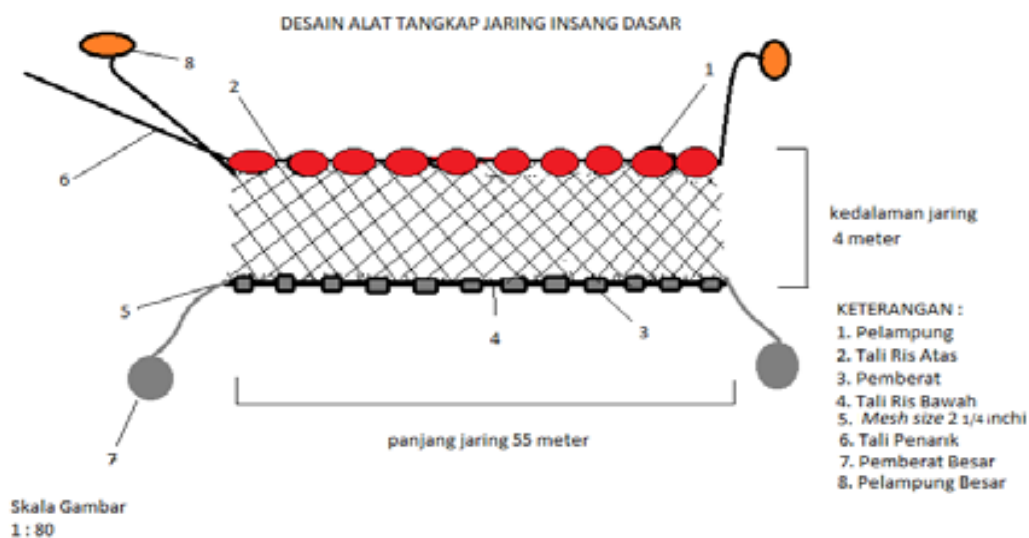 DESAIN ALAT TANGKAP JARING INSANG DASAR
8
1
2
6
kedalaman jaring
4 meter
5
4
3
7
panjang jaring 55 meter
KETERANGAN :
1. Pelampung
2. Tali Ris Atas
3. Pemberat
4. Tali Ris Bawah
5. Mesh size 2 1/4 inchi
6. Tali Penarik
7. Pemberat Besar
8. Pelampung Besar
Skala Gambar
1 : 80